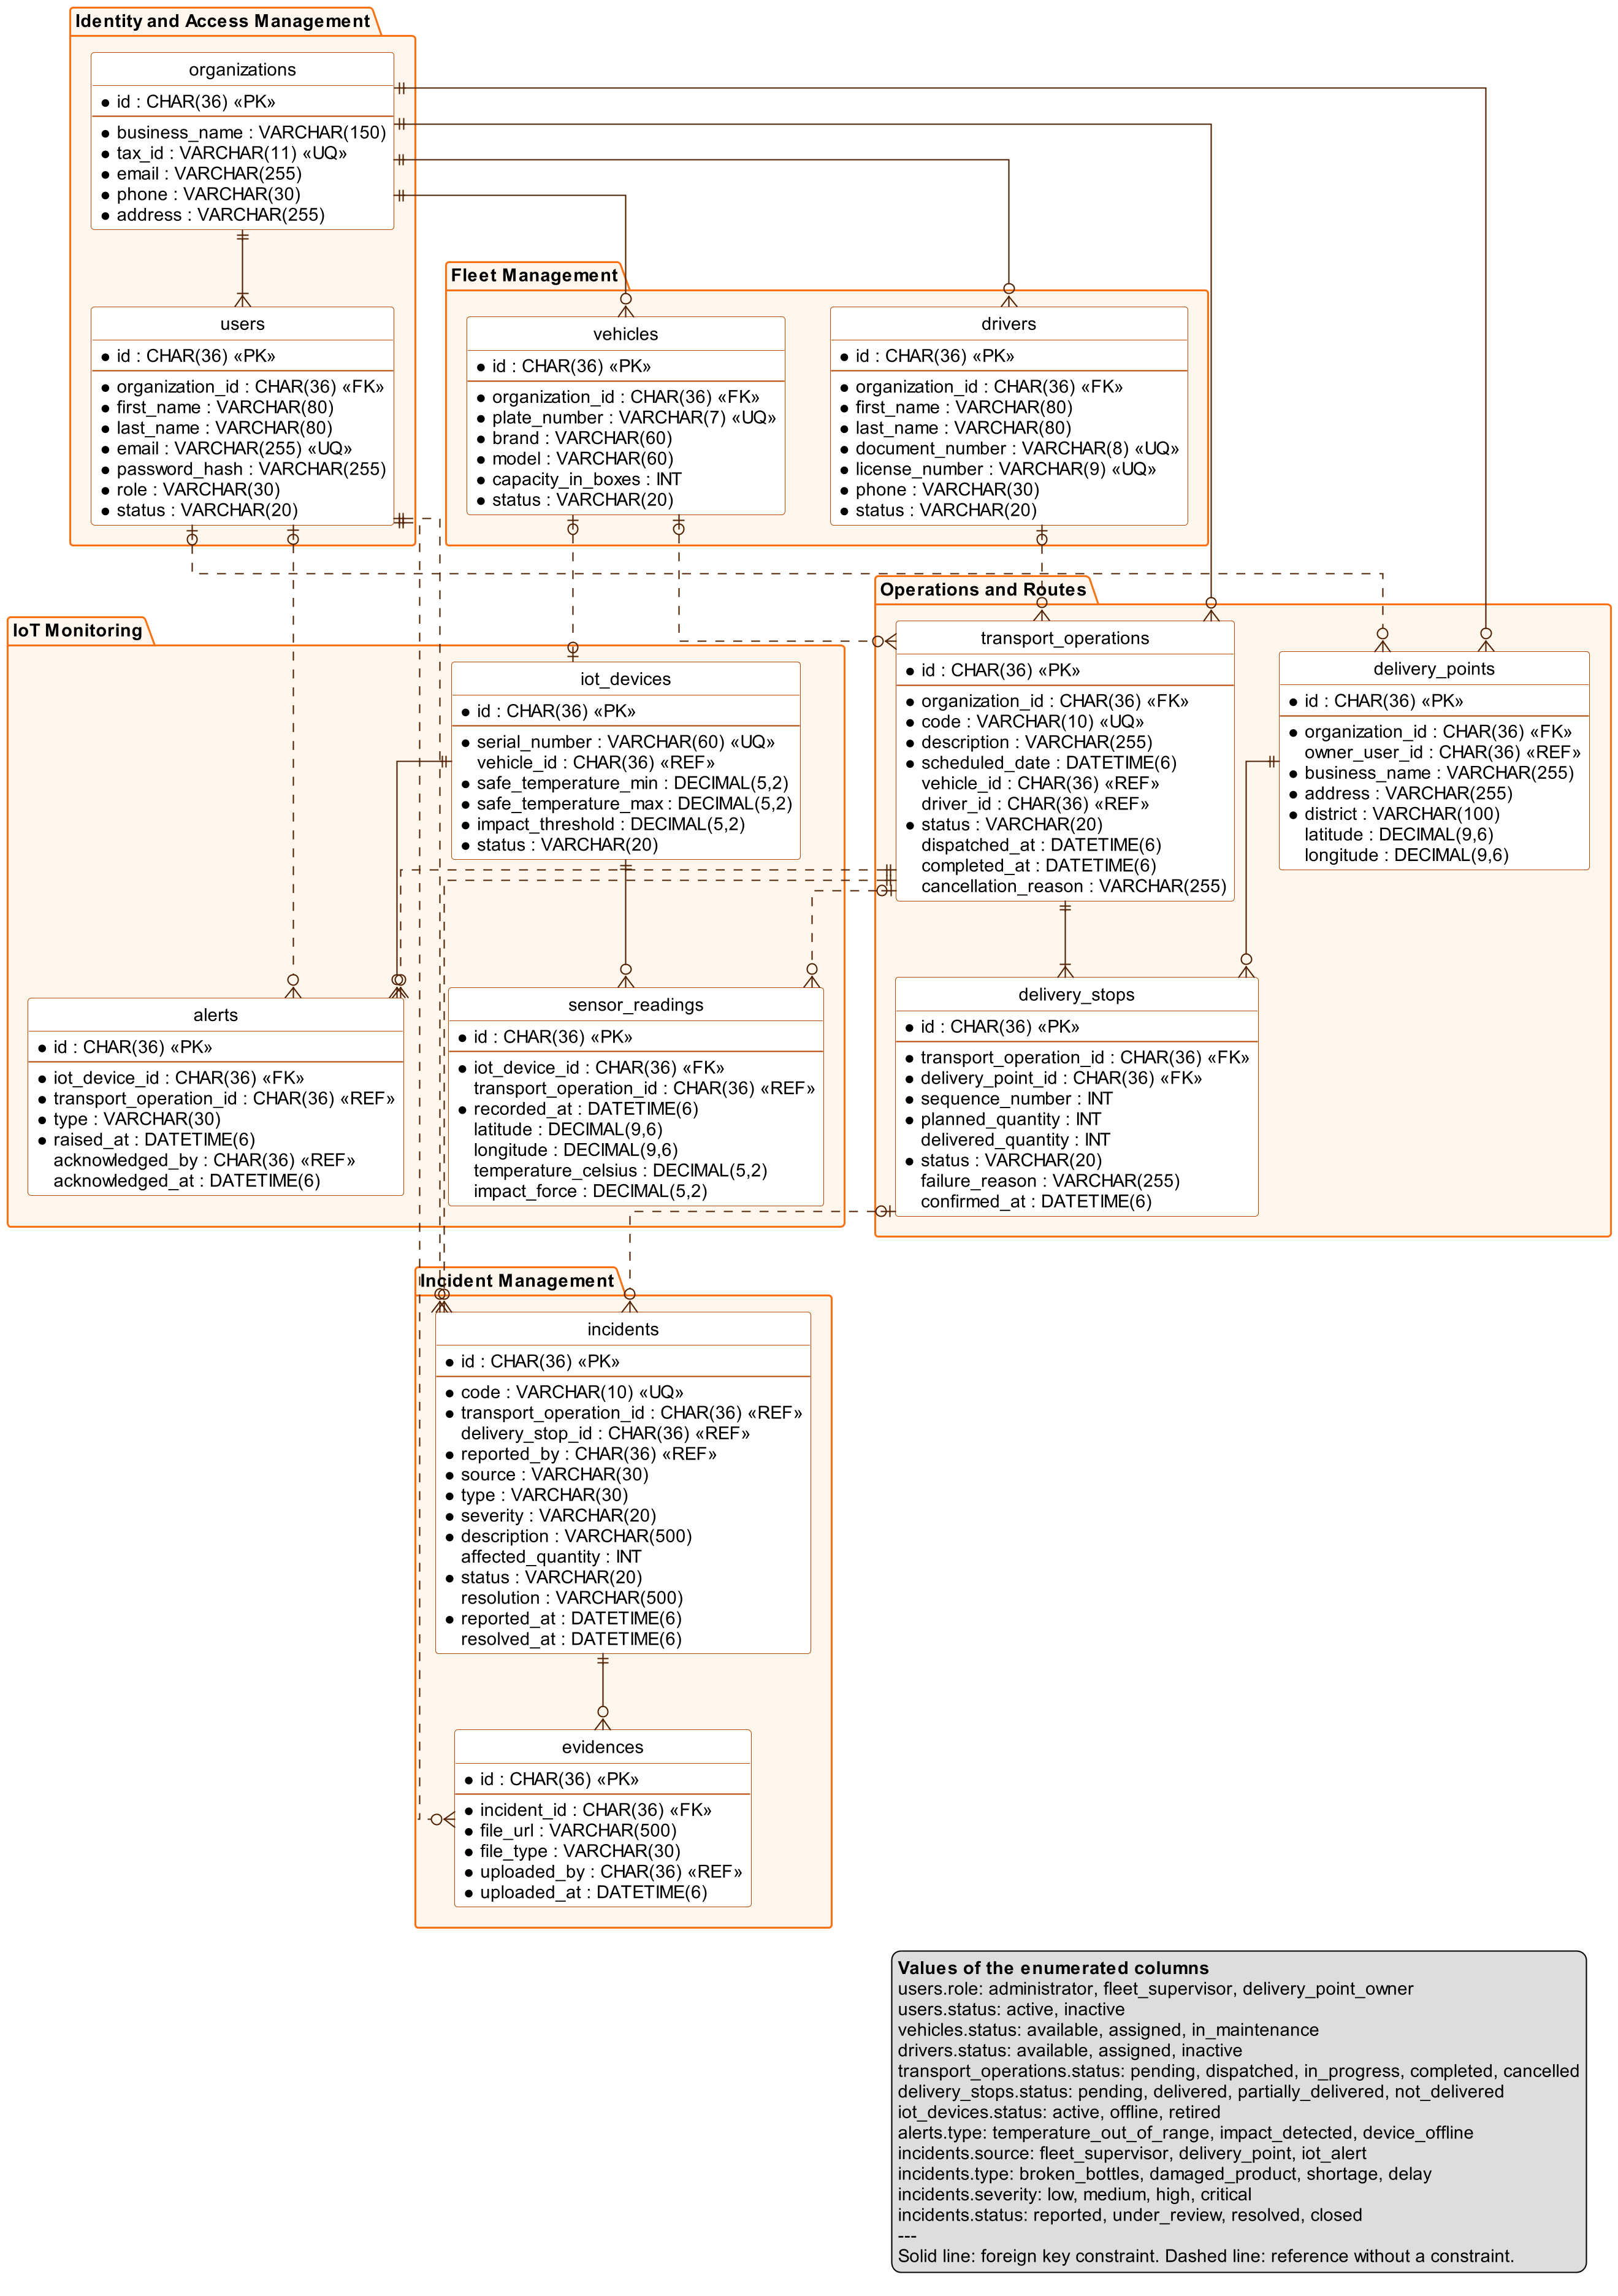 Identity and Access Management
organizations
id : CHAR(36) «PK»
business_name : VARCHAR(150)
tax_id : VARCHAR(11) «UQ»
email : VARCHAR(255)
phone : VARCHAR(30)
address : VARCHAR(255)
users
id : CHAR(36) «PK»
organization_id : CHAR(36) «FK»
first_name : VARCHAR(80)
last_name : VARCHAR(80)
email : VARCHAR(255) «UQ»
password_hash : VARCHAR(255)
role : VARCHAR(30)
status : VARCHAR(20)
Fleet Management
vehicles
id : CHAR(36) «PK»
organization_id : CHAR(36) «FK»
plate_number : VARCHAR(7) «UQ»
brand : VARCHAR(60)
model : VARCHAR(60)
capacity_in_boxes : INT
status : VARCHAR(20)
drivers
id : CHAR(36) «PK»
organization_id : CHAR(36) «FK»
first_name : VARCHAR(80)
last_name : VARCHAR(80)
document_number : VARCHAR(8) «UQ»
license_number : VARCHAR(9) «UQ»
phone : VARCHAR(30)
status : VARCHAR(20)
Operations and Routes
transport_operations
id : CHAR(36) «PK»
organization_id : CHAR(36) «FK»
code : VARCHAR(10) «UQ»
description : VARCHAR(255)
scheduled_date : DATETIME(6)
vehicle_id : CHAR(36) «REF»
driver_id : CHAR(36) «REF»
status : VARCHAR(20)
dispatched_at : DATETIME(6)
completed_at : DATETIME(6)
cancellation_reason : VARCHAR(255)
delivery_points
id : CHAR(36) «PK»
organization_id : CHAR(36) «FK»
owner_user_id : CHAR(36) «REF»
business_name : VARCHAR(255)
address : VARCHAR(255)
district : VARCHAR(100)
latitude : DECIMAL(9,6)
longitude : DECIMAL(9,6)
delivery_stops
id : CHAR(36) «PK»
transport_operation_id : CHAR(36) «FK»
delivery_point_id : CHAR(36) «FK»
sequence_number : INT
planned_quantity : INT
delivered_quantity : INT
status : VARCHAR(20)
failure_reason : VARCHAR(255)
confirmed_at : DATETIME(6)
IoT Monitoring
iot_devices
id : CHAR(36) «PK»
serial_number : VARCHAR(60) «UQ»
vehicle_id : CHAR(36) «REF»
safe_temperature_min : DECIMAL(5,2)
safe_temperature_max : DECIMAL(5,2)
impact_threshold : DECIMAL(5,2)
status : VARCHAR(20)
alerts
id : CHAR(36) «PK»
iot_device_id : CHAR(36) «FK»
transport_operation_id : CHAR(36) «REF»
type : VARCHAR(30)
raised_at : DATETIME(6)
acknowledged_by : CHAR(36) «REF»
acknowledged_at : DATETIME(6)
sensor_readings
id : CHAR(36) «PK»
iot_device_id : CHAR(36) «FK»
transport_operation_id : CHAR(36) «REF»
recorded_at : DATETIME(6)
latitude : DECIMAL(9,6)
longitude : DECIMAL(9,6)
temperature_celsius : DECIMAL(5,2)
impact_force : DECIMAL(5,2)
Incident Management
incidents
id : CHAR(36) «PK»
code : VARCHAR(10) «UQ»
transport_operation_id : CHAR(36) «REF»
delivery_stop_id : CHAR(36) «REF»
reported_by : CHAR(36) «REF»
source : VARCHAR(30)
type : VARCHAR(30)
severity : VARCHAR(20)
description : VARCHAR(500)
affected_quantity : INT
status : VARCHAR(20)
resolution : VARCHAR(500)
reported_at : DATETIME(6)
resolved_at : DATETIME(6)
evidences
id : CHAR(36) «PK»
incident_id : CHAR(36) «FK»
file_url : VARCHAR(500)
file_type : VARCHAR(30)
uploaded_by : CHAR(36) «REF»
uploaded_at : DATETIME(6)
Values of the enumerated columns
users.role: administrator, fleet_supervisor, delivery_point_owner
users.status: active, inactive
vehicles.status: available, assigned, in_maintenance
drivers.status: available, assigned, inactive
transport_operations.status: pending, dispatched, in_progress, completed, cancelled
delivery_stops.status: pending, delivered, partially_delivered, not_delivered
iot_devices.status: active, offline, retired
alerts.type: temperature_out_of_range, impact_detected, device_offline
incidents.source: fleet_supervisor, delivery_point, iot_alert
incidents.type: broken_bottles, damaged_product, shortage, delay
incidents.severity: low, medium, high, critical
incidents.status: reported, under_review, resolved, closed
---
Solid line: foreign key constraint. Dashed line: reference without a constraint.